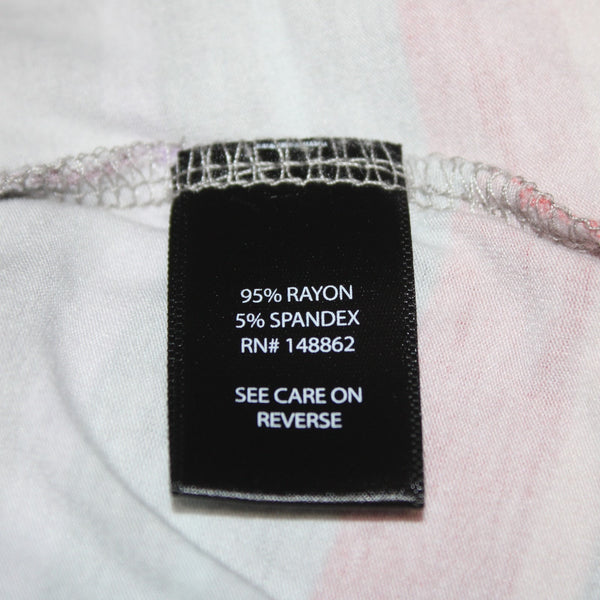 95% RAYON
5% SPANDEX
RN# 148862
SEE CARE ON
REVERSE